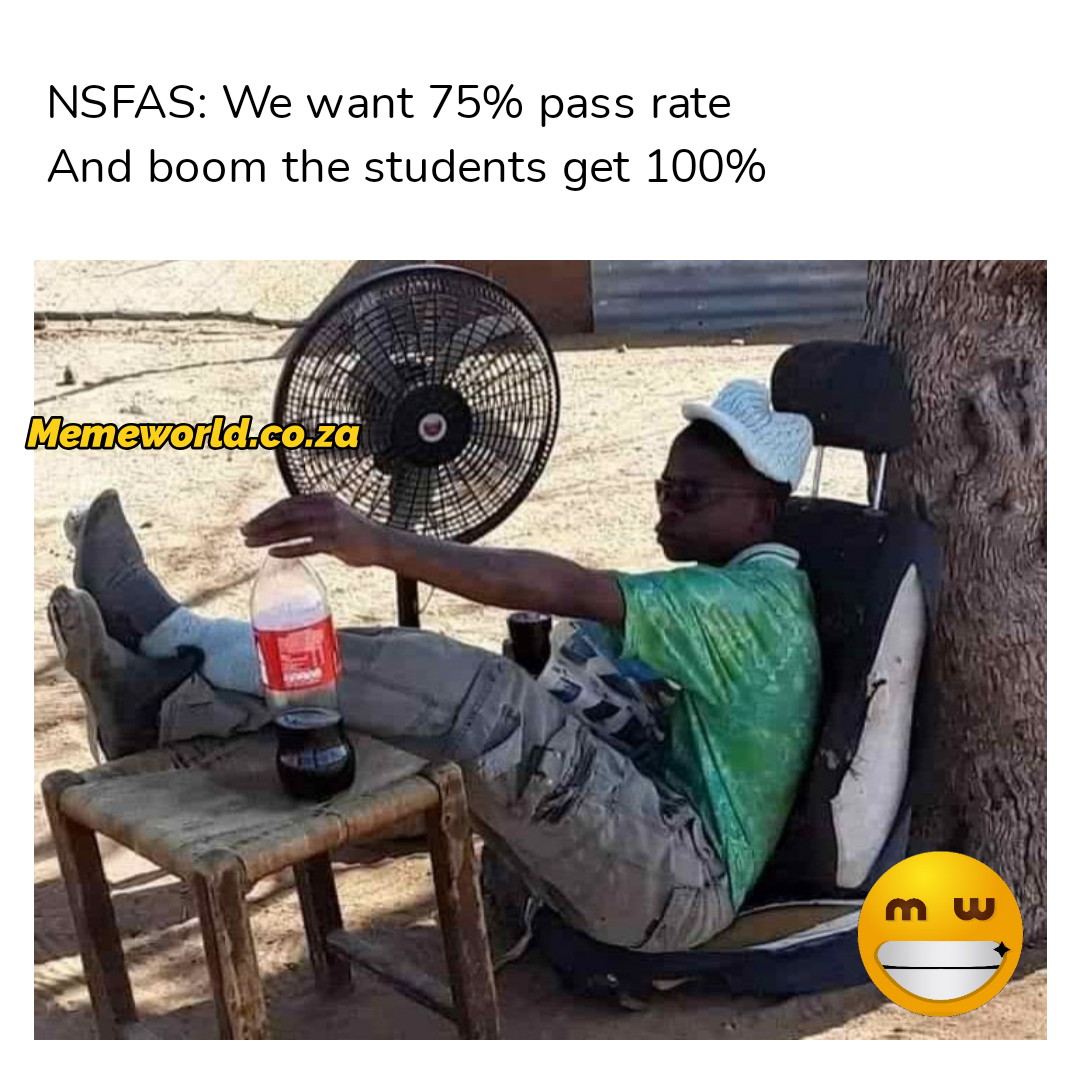 NSFAS: We want 75% pass rate
And boom the students get 100%
Memeworld.co.za
m w